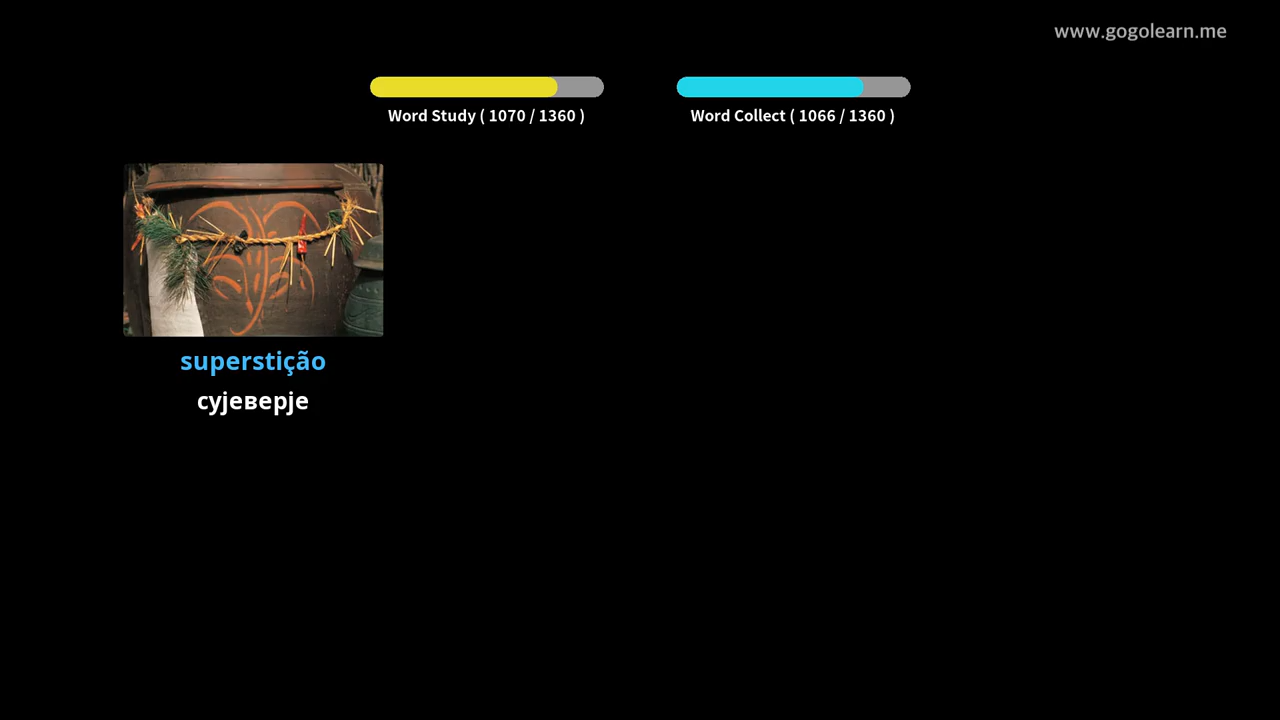 www.gogolearn.me
Word Study ( 1070 / 1360 )
Word Collect ( 1066 / 1360 )
superstição
сујеверје